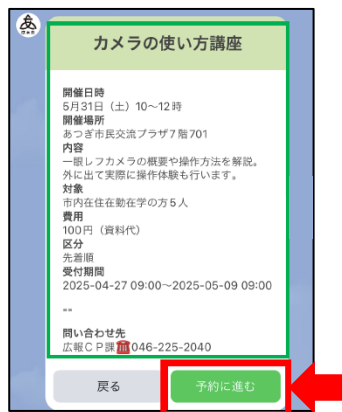 カメラの使い方講座
開催日時
5月31日（土）10〜12時
開催場所
あつぎ市民交流プラザ7階701
内容
一眼レフカメラの概要や操作方法を解説。
外に出て実際に操作体験も行います。
対象
市内在住在勤在学の方5人
費用
100円（資料代）
区分
先着順
受付期間
2025-04-27 09:00〜2025-05-09 09:00
--
問い合わせ先
広報ＣＰ課☎046-225-2040
戻る
予約に進む